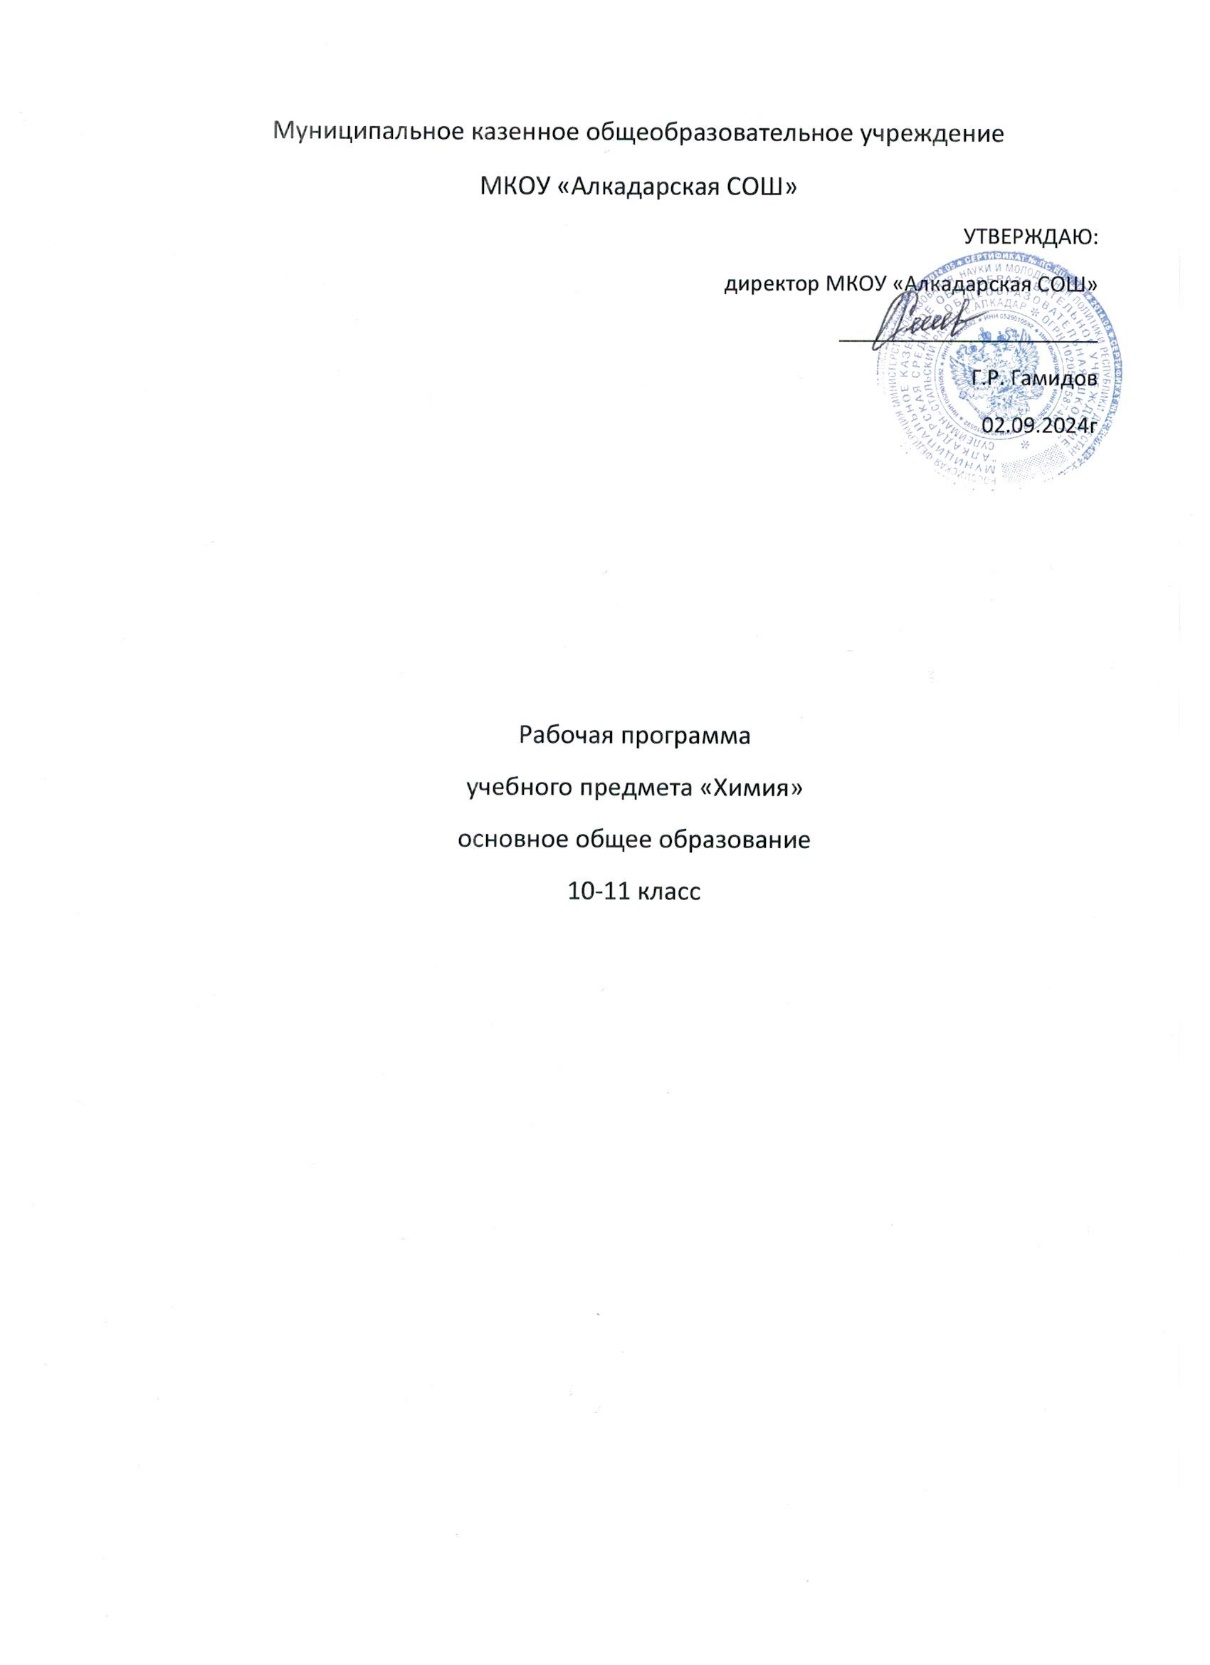 Муниципальное казенное общеобразовательное учреждение
МКОУ «Алкадарская СОШ»
УТВЕРЖДАЮ:
директор МКОУ «Алкадарская СОШ»
Г.Р. Гамидов
02.09.2024г
Рабочая программа
учебного предмета «Химия»
основное общее образование
10-11 класс